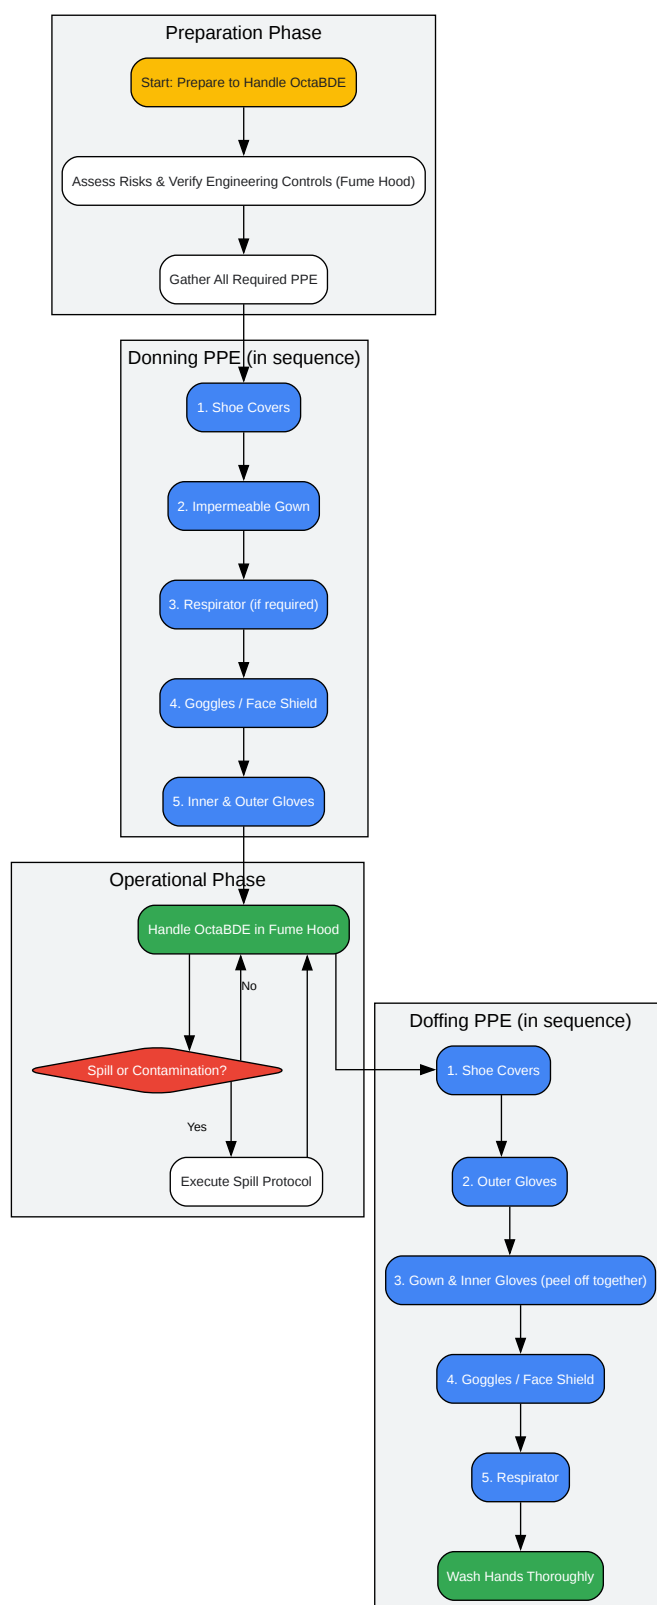 Preparation Phase
Start: Prepare to Handle OctaBDE
Assess Risks & Verify Engineering Controls (Fume Hood)
Gather All Required PPE
Donning PPE (in sequence)
1. Shoe Covers
2. Impermeable Gown
3. Respirator (if required)
4. Goggles / Face Shield
5. Inner & Outer Gloves
Operational Phase
Handle OctaBDE in Fume Hood
No
Spill or Contamination?
Yes
Execute Spill Protocol
Doffing PPE (in sequence)
1. Shoe Covers
2. Outer Gloves
3. Gown & Inner Gloves (peel off together)
4. Goggles / Face Shield
5. Respirator
Wash Hands Thoroughly